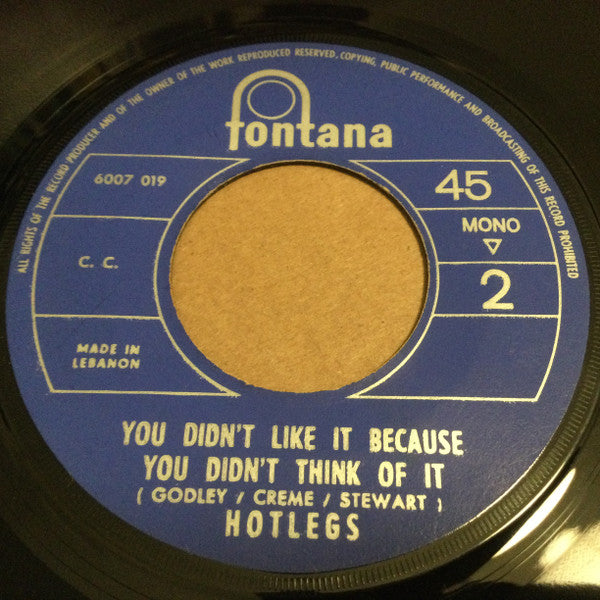 ALL RIGHTS OF THE RECORD PRODUCER AND OF THE OWNER OF THE WORK REPRODUCED RESERVED, COPYING, PUBLIC PERFORMANCE AND BROADCASTING OF THIS RECORD PROHIBITED
fontana
6007 019
45
MONO
C. C.
2
MADE IN
LEBANON
YOU DIDN'T LIKE IT BECAUSE
YOU DIDN'T THINK OF IT
( GODLEY / CREME / STEWART )
HOTLEGS